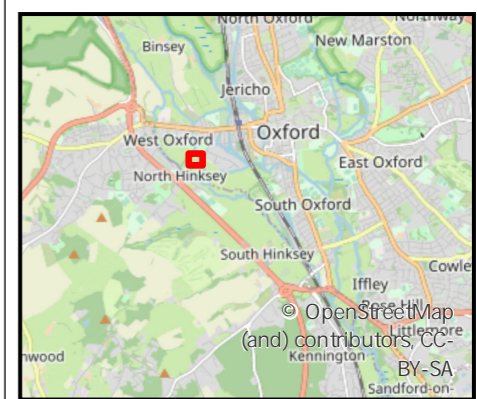 North Oxford
Northway
Binsey
New Marston
Jericho
West Oxford
Oxford
East Oxford
North Hinksey
South Oxford
South Hinksey
Cowle
Iffley
Rose Hill
© OpenStreetMap
Littlemore
(and) contributors, CC-
nwood
Kennington
BY-SA
Sandford-on-